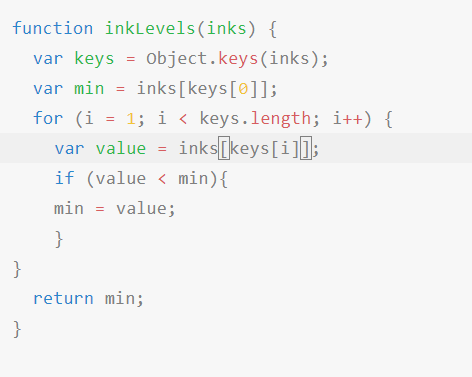 function inkLevels(inks) {
  var keys = Object.keys(inks);
  var min = inks[keys[0]];
  for (i = 1; i < keys.length; i++) {
    var value = inks[keys[i]];
    if (value < min){
    min = value;
    }
}
  return min;
}